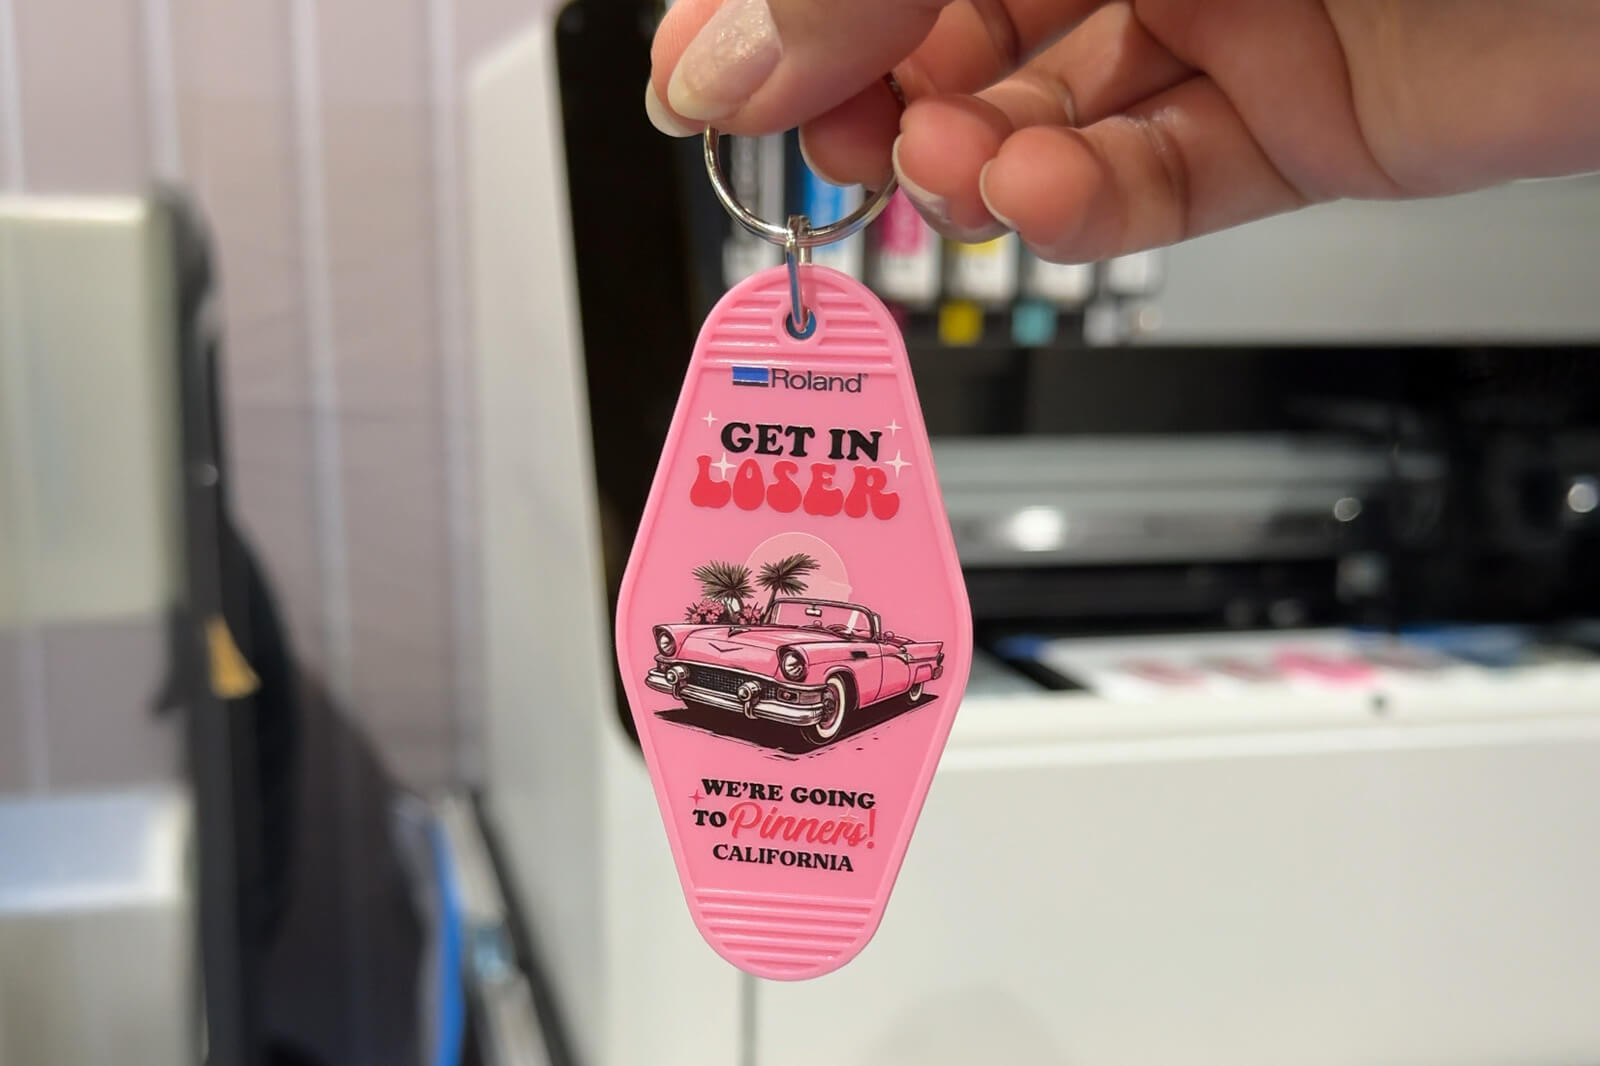 Roland®
GET IN
LOSER
WE'RE GOING
TO Pinners!
CALIFORNIA